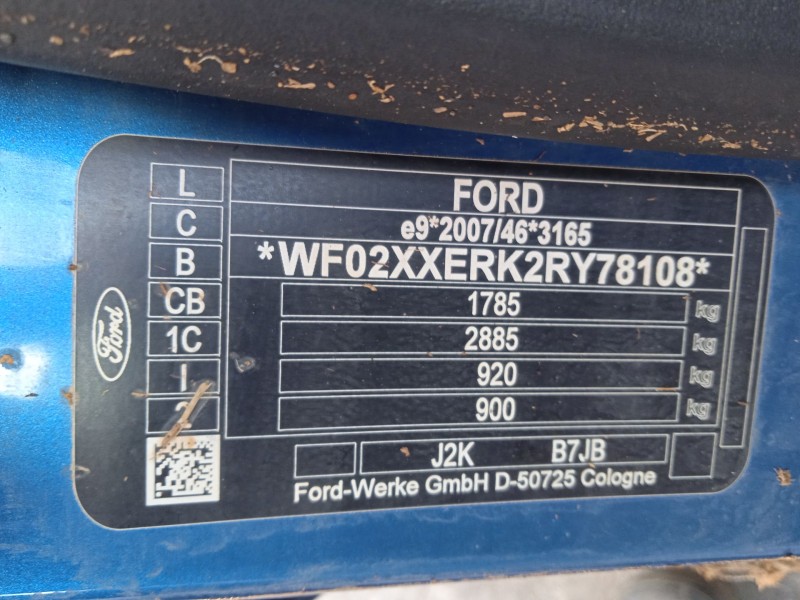 L
FORD
C
e9*2007/46*3165
B
*WF02XXERK2RY78108*
CB
1785 kg
1C
2885 kg
I
920 kg
2
900 kg
Ford
J2K B7JB
Ford-Werke GmbH D-50725 Cologne